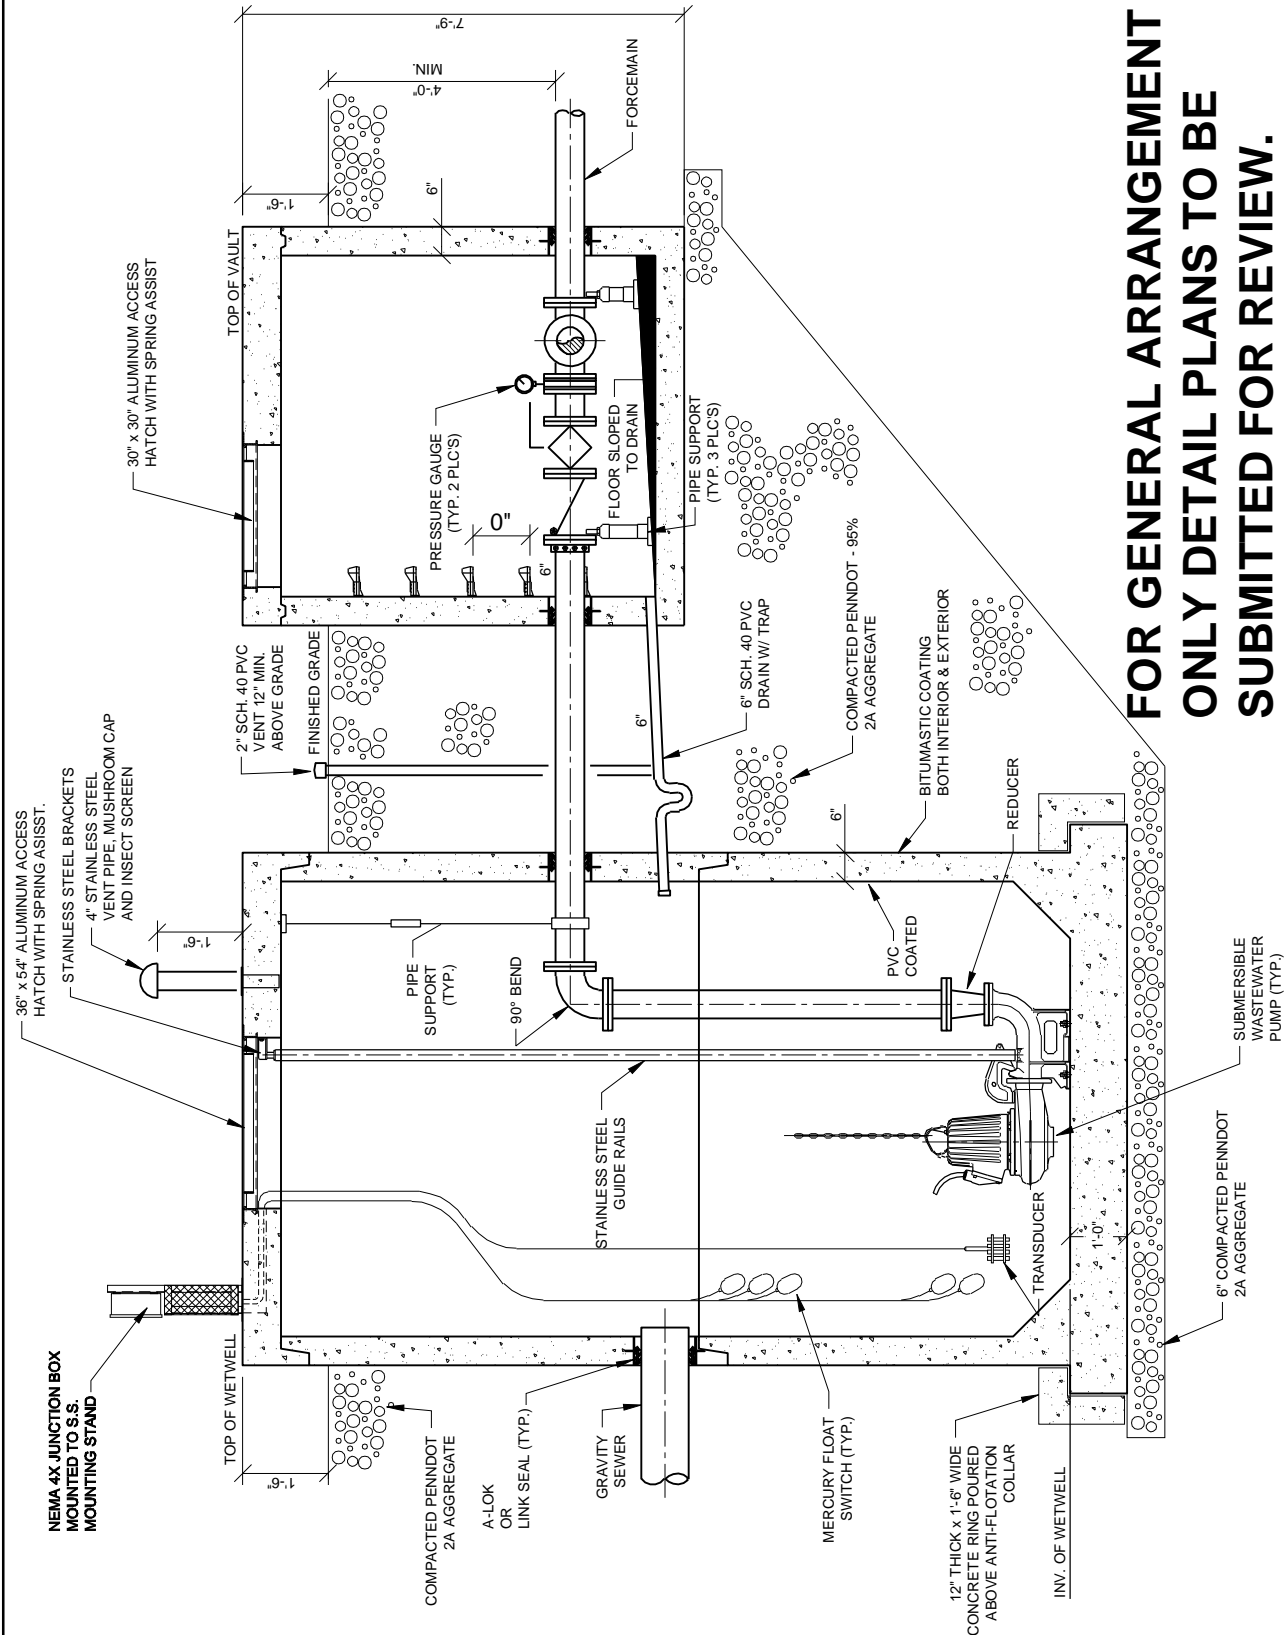 NEMA 4X JUNCTION BOX
MOUNTED TO S.S.
MOUNTING STAND
36" x 54" ALUMINUM ACCESS
HATCH WITH SPRING ASISST.
STAINLESS STEEL BRACKETS
4" STAINLESS STEEL
VENT PIPE, MUSHROOM CAP
AND INSECT SCREEN
2" SCH. 40 PVC
VENT 12" MIN.
ABOVE GRADE
FINISHED GRADE
30" x 30" ALUMINUM ACCESS
HATCH WITH SPRING ASSIST
TOP OF VAULT
TOP OF WETWELL
1'-6"
1'-6"
1'-6"
4'-0"
MIN.
7'-9"
6"
FORCEMAIN
PRESSURE GAUGE
(TYP. 2 PLC'S)
0"
6"
FLOOR SLOPED
TO DRAIN
PIPE SUPPORT
(TYP. 3 PLC'S)
6"
6" SCH. 40 PVC
DRAIN W/ TRAP
COMPACTED PENNDOT - 95%
2A AGGREGATE
BITUMASTIC COATING
BOTH INTERIOR & EXTERIOR
6"
REDUCER
PVC
COATED
PIPE
SUPPORT
(TYP.)
90° BEND
STAINLESS STEEL
GUIDE RAILS
SUBMERSIBLE
WASTEWATER
PUMP (TYP.)
TRANSDUCER
1'-0"
6" COMPACTED PENNDOT
2A AGGREGATE
COMPACTED PENNDOT
2A AGGREGATE
A-LOK
OR
LINK SEAL (TYP.)
GRAVITY
SEWER
MERCURY FLOAT
SWITCH (TYP.)
12" THICK x 1'-6" WIDE
CONCRETE RING POURED
ABOVE ANTI-FLOTATION
COLLAR
INV. OF WETWELL
FOR GENERAL ARRANGEMENT
ONLY DETAIL PLANS TO BE
SUBMITTED FOR REVIEW.